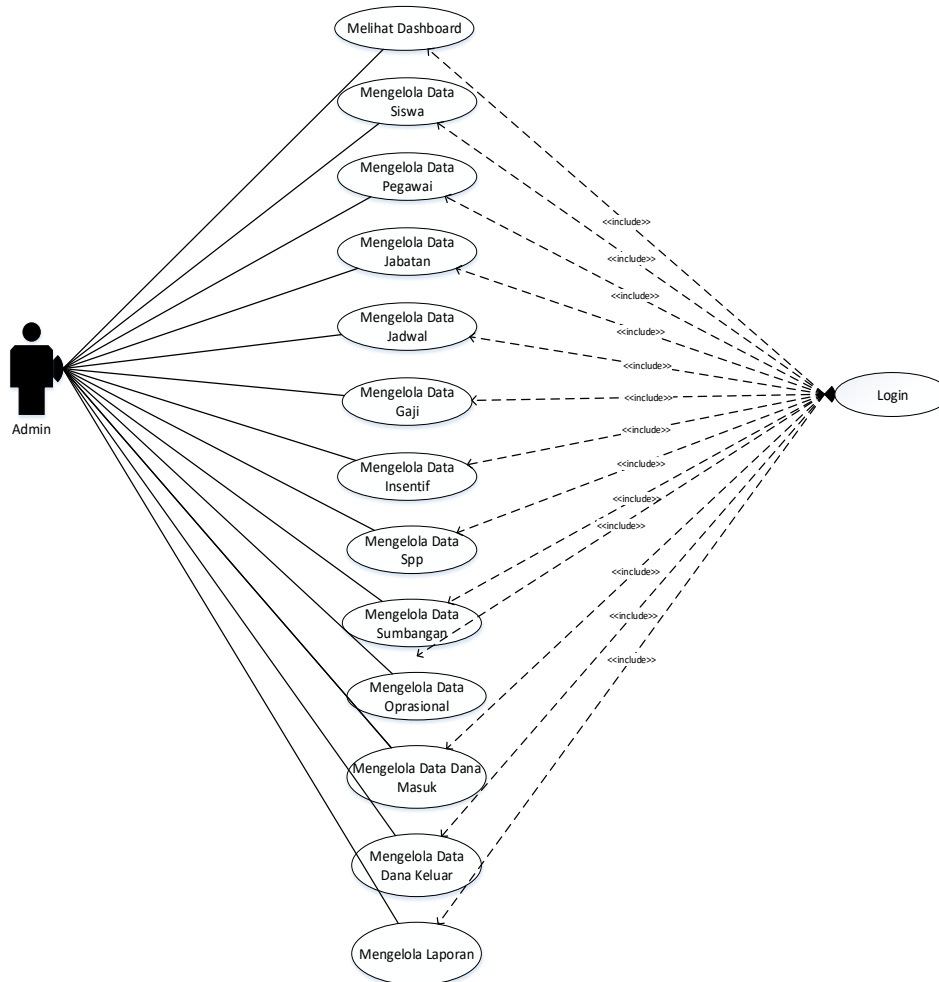 Melihat Dashboard
Mengelola Data
Siswa
Mengelola Data
Pegawai
<<include>>
<<include>>
Mengelola Data
Jabatan
<<include>>
Mengelola Data
Jadwal
<<include>>
<<include>>
Admin
Mengelola Data
Gaji
<<include>>
Login
<<include>>
Mengelola Data
Insentif
<<include>>
<<include>>
<<include>>
Mengelola Data
Spp
<<include>>
Mengelola Data
Sumbangan
<<include>>
<<include>>
Mengelola Data
Oprasional
Mengelola Data Dana
Masuk
Mengelola Data
Dana Keluar
Mengelola Laporan